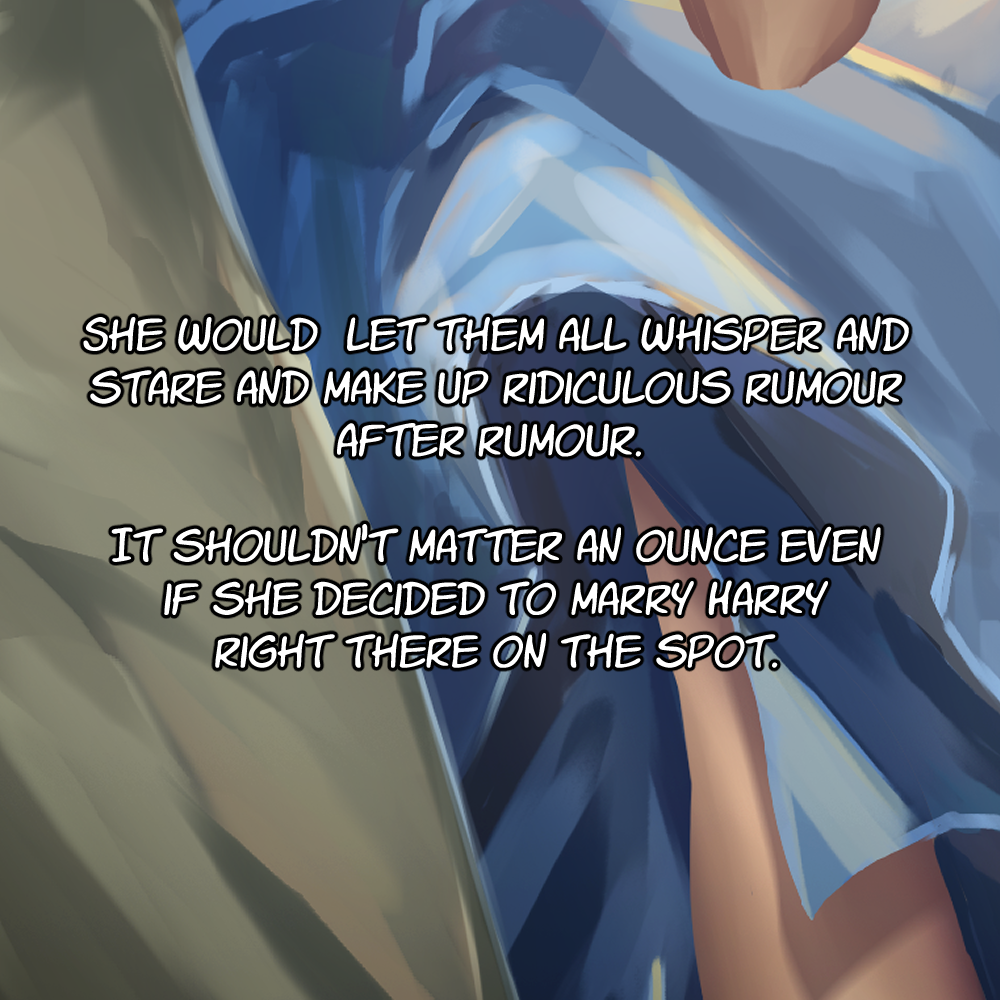 SHE WOULD  LET THEM ALL WHISPER AND
STARE AND MAKE UP RIDICULOUS RUMOUR
AFTER RUMOUR.
IT SHOULDN'T MATTER AN OUNCE EVEN
IF SHE DECIDED TO MARRY HARRY
RIGHT THERE ON THE SPOT.